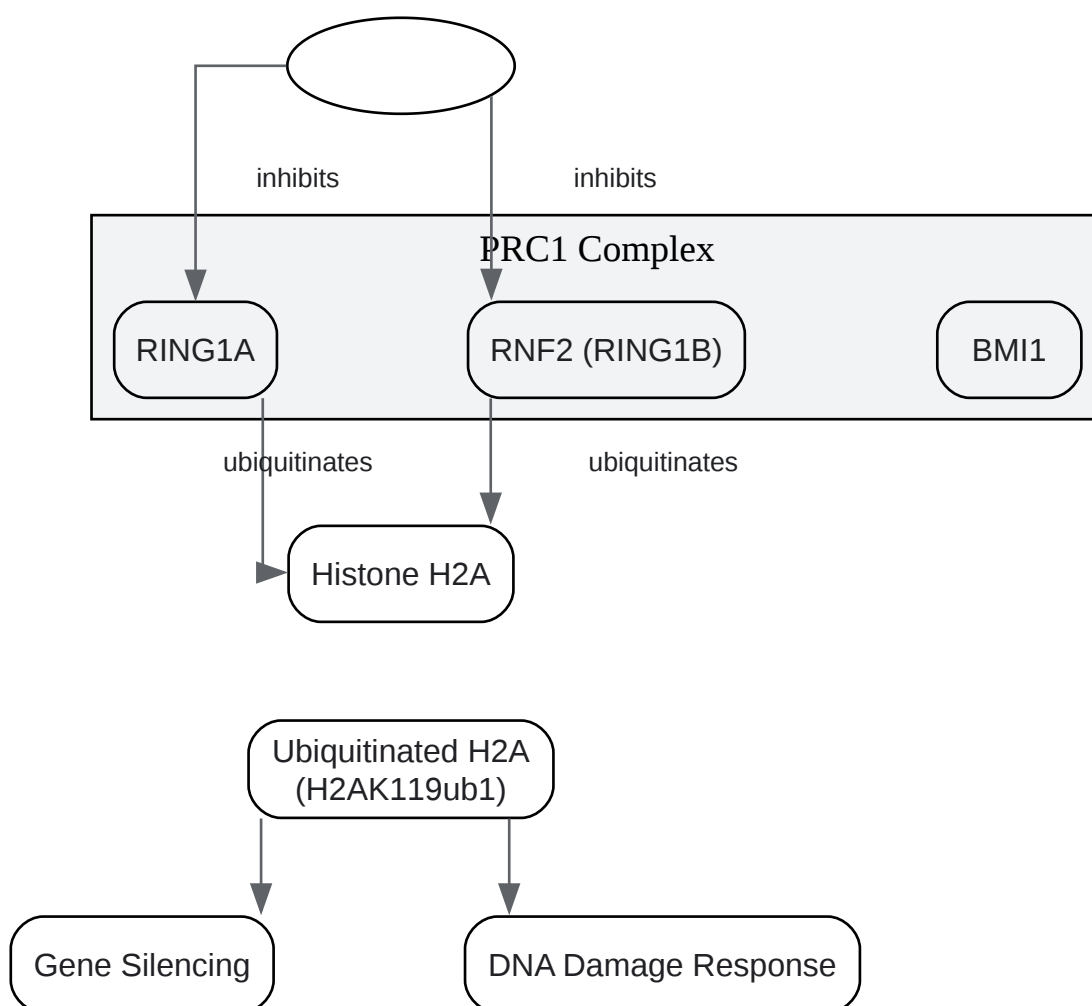 inhibits
inhibits
PRC1 Complex
RING1A
RNF2 (RING1B)
BMI1
ubiquitinates
ubiquitinates
Histone H2A
Ubiquitinated H2A
(H2AK119ub1)
Gene Silencing
DNA Damage Response